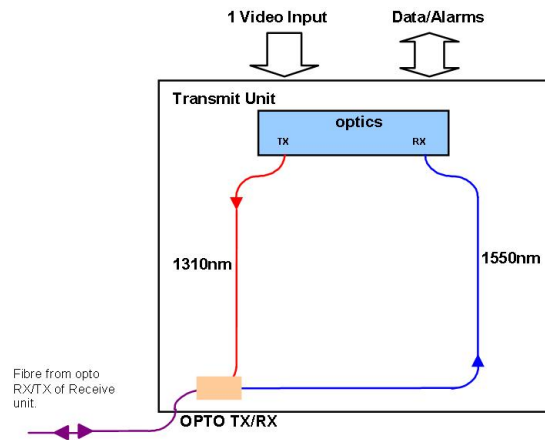 1 Video Input
Data/Alarms
Transmit Unit
optics
TX
RX
1310nm
1550nm
Fibre from opto
RX/TX of Receive
unit.
OPTO TX/RX